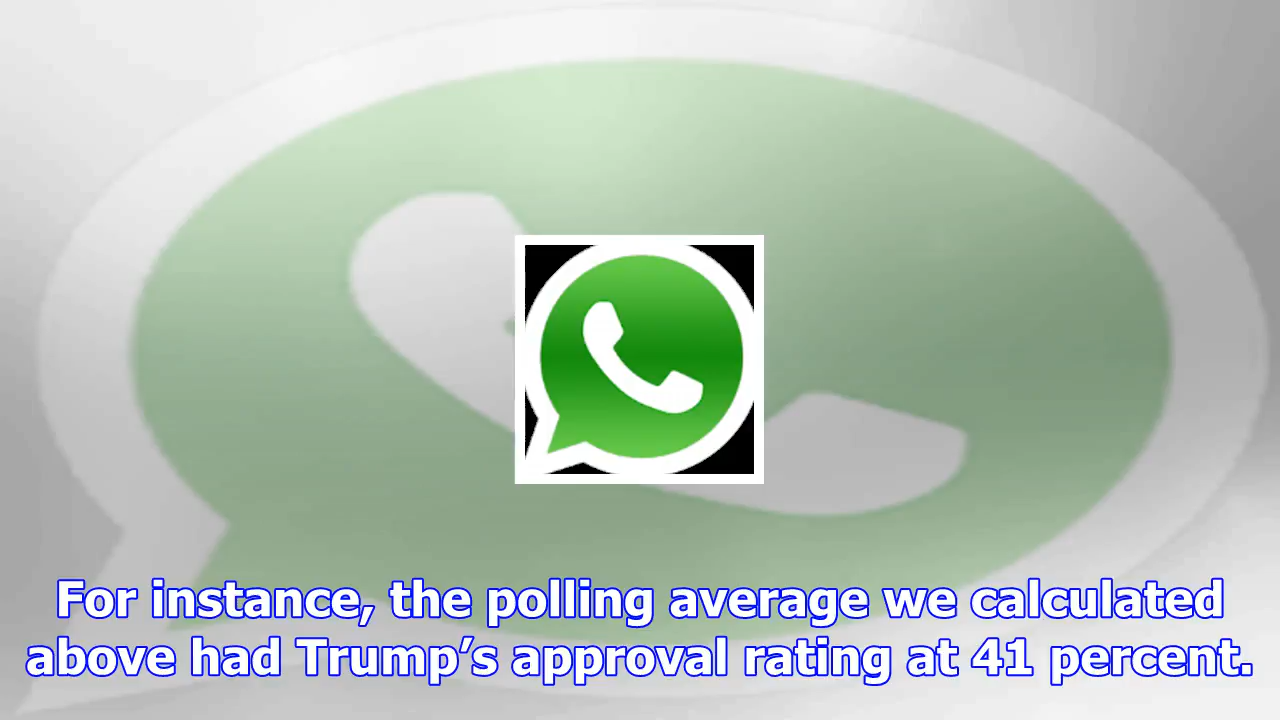 For instance, the polling average we calculated
above had Trump’s approval rating at 41 percent.